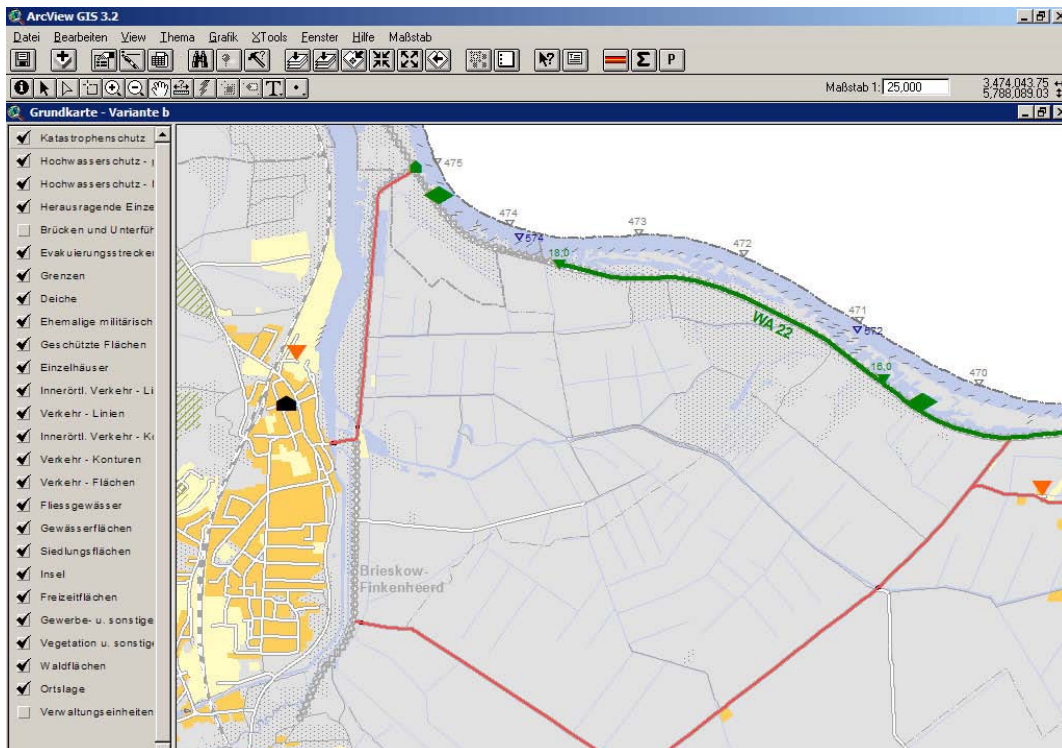 ArcView GIS 3.2
Datei Bearbeiten View Thema Grafik XTools Fenster Hilfe Maßstab
Σ P
T
Maßstab 1: 25,000
3,474,043.75
5,788,089.03
Grundkarte - Variante b
Katastrophenschutz
Hochwasserschutz -
Hochwasserschutz -
Herausragende Einze
Brücken und Unterfüh
Evakuierungsstrecken
Grenzen
Deiche
Ehemalige militärisch
Geschützte Flächen
Einzelhäuser
Innerörtl. Verkehr - Li
Verkehr - Linien
Innerörtl. Verkehr - Ko
Verkehr - Konturen
Verkehr - Flächen
Fliessgewässer
Gewässerflächen
Siedlungsflächen
Insel
Freizeitflächen
Gewerbe- u. sonstige
Vegetation u. sonstige
Waldflächen
Ortslage
Verwaltungseinheiten
475
474
574
473
472
18,0
471
572
WA 22
16,0
470
Brieskow-
Finkenheerd